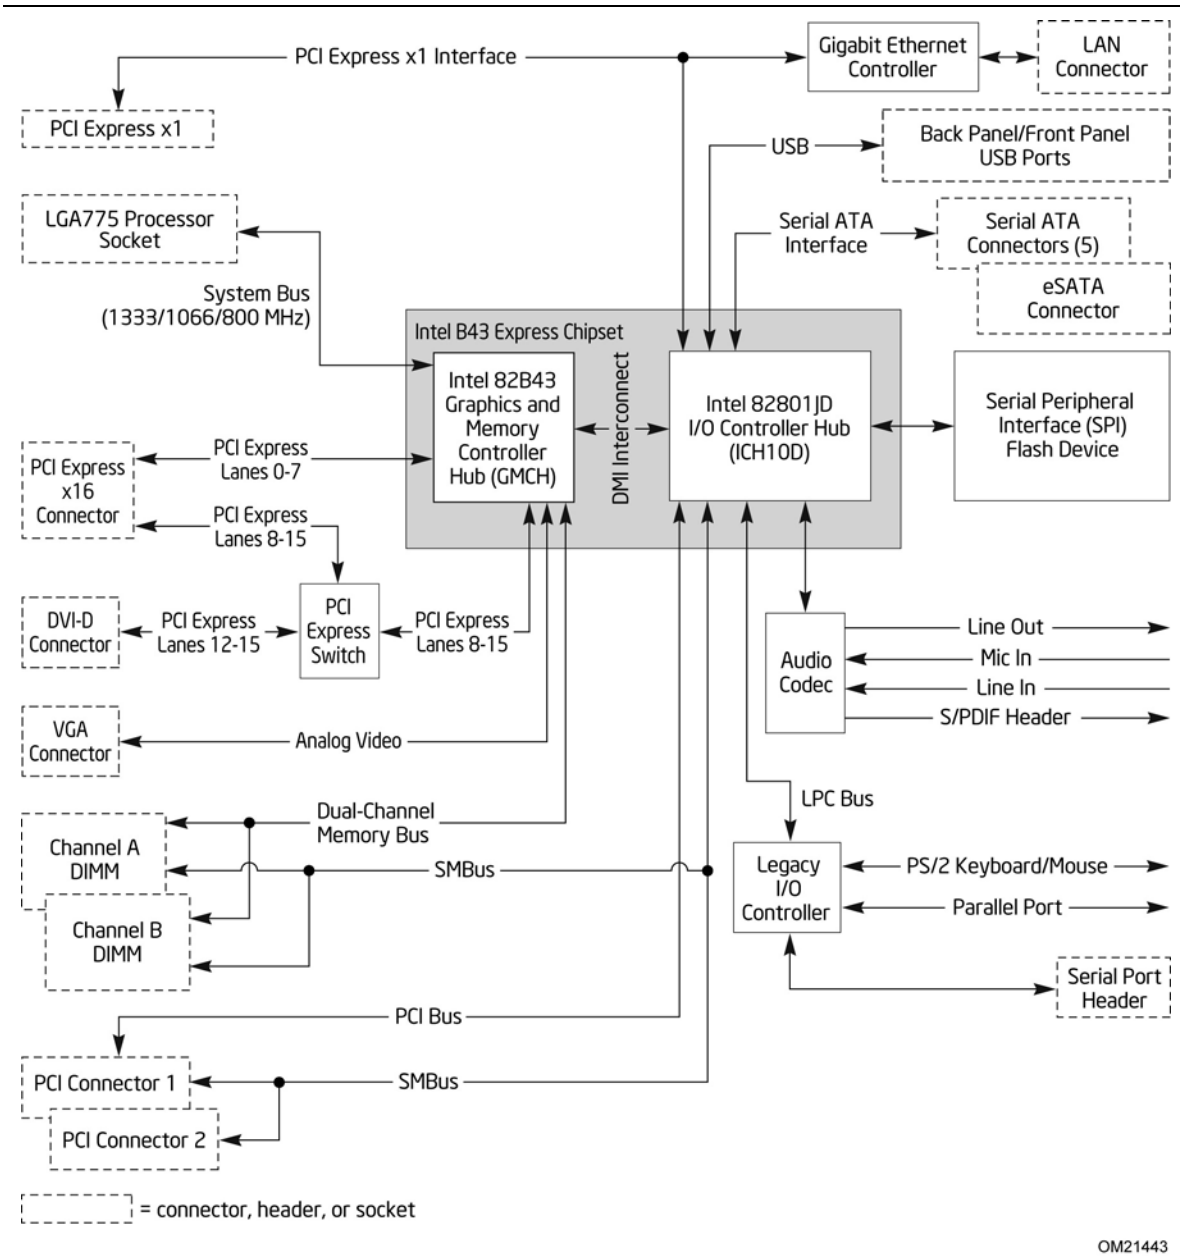 PCI Express x1 Interface
Gigabit Ethernet
Controller
LAN
Connector
PCI Express x1
USB
Back Panel/Front Panel
USB Ports
LGA775 Processor
Socket
Serial ATA
Interface
Serial ATA
Connectors (5)
eSATA
Connector
System Bus
(1333/1066/800 MHz)
Intel B43 Express Chipset
Intel 82B43
Graphics and
Memory
Controller
Hub (GMCH)
DMI Interconnect
Intel 82801JD
I/O Controller Hub
(ICH10D)
Serial Peripheral
Interface (SPI)
Flash Device
PCI Express
x16
Connector
PCI Express
Lanes 0-7
PCI Express
Lanes 8-15
DVI-D
Connector
PCI Express
Lanes 12-15
PCI
Express
Switch
PCI Express
Lanes 8-15
Audio
Codec
Line Out
Mic In
Line In
S/PDIF Header
VGA
Connector
Analog Video
LPC Bus
Dual-Channel
Memory Bus
Channel A
DIMM
SMBus
Channel B
DIMM
Legacy
I/O
Controller
PS/2 Keyboard/Mouse
Parallel Port
Serial Port
Header
PCI Bus
PCI Connector 1
SMBus
PCI Connector 2
= connector, header, or socket
OM21443